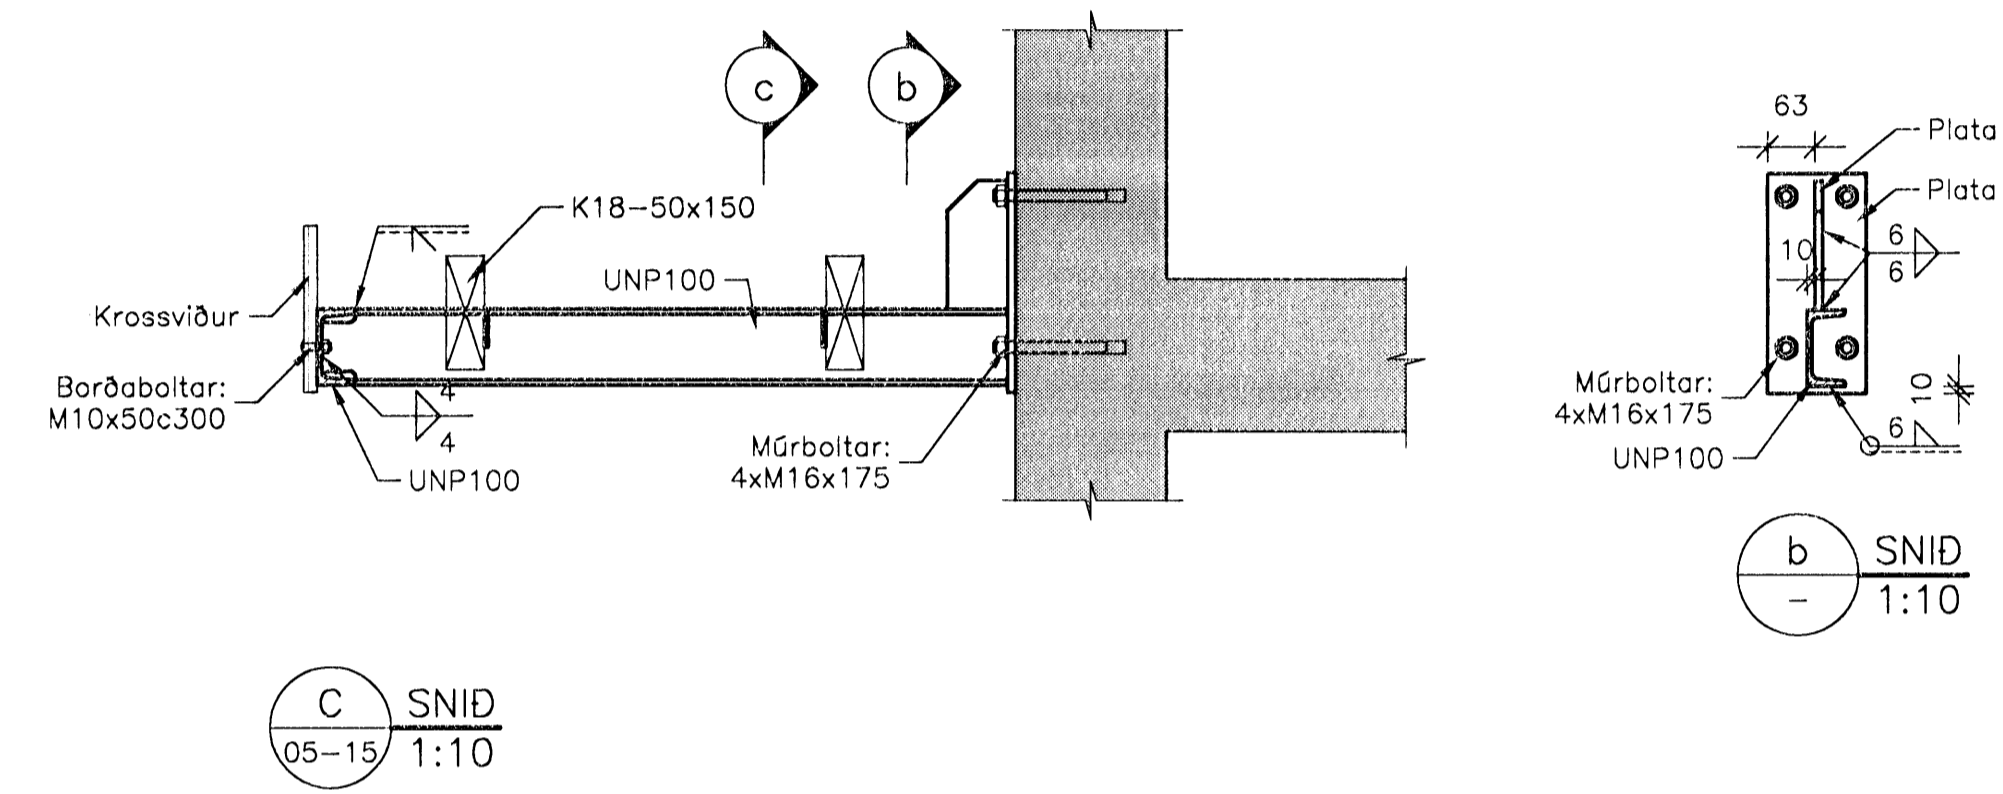 c
b
K18-50x150
UNP100
Krossviður
Borðaboltar:
M10x50c300
4
4
UNP100
Múrboltar:
4xM16x175
C
SNIÐ
05-15
1:10
63
Plata
Plata
10
6
6
Múrboltar:
4xM16x175
10
6
UNP100
b
SNIÐ
-
1:10